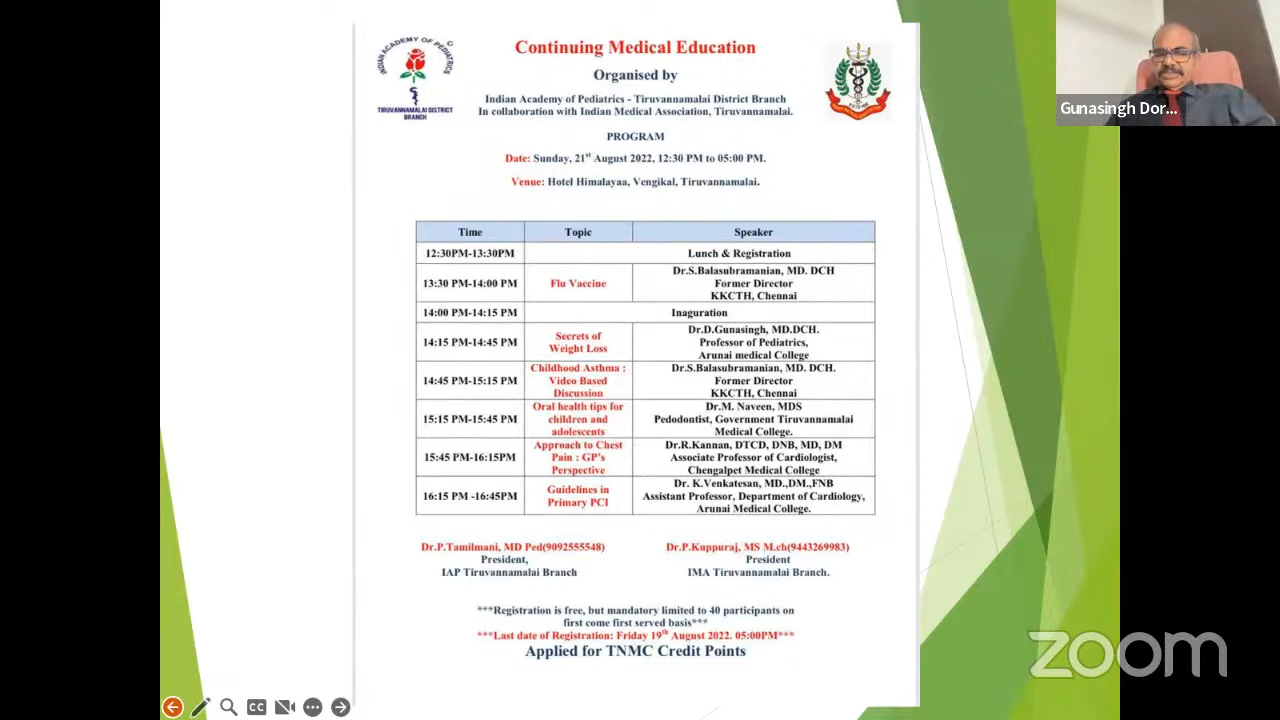 INDIAN ACADEMY OF PEDIATRICS
TIRUVANNAMALAI DISTRICT
BRANCH
Continuing Medical Education
Organised by
Indian Academy of Pediatrics - Tiruvannamalai District Branch
In collaboration with Indian Medical Association, Tiruvannamalai.
PROGRAM
Date: Sunday, 21st August 2022, 12:30 PM to 05:00 PM.
Venue: Hotel Himalayaa, Vengikal, Tiruvannamalai.
Gunasingh Dor...
Time Topic Speaker
12:30PM-13:30PM Lunch & Registration
13:30 PM-14:00 PM Flu Vaccine Dr.S.Balasubramanian, MD. DCH
Former Director
KKCTH, Chennai
14:00 PM-14:15 PM Inaguration
14:15 PM-14:45 PM Secrets of
Weight Loss Dr.D.Gunasingh, MD.DCH.
Professor of Pediatrics,
Arunai medical College
14:45 PM-15:15 PM Childhood Asthma :
Video Based
Discussion Dr.S.Balasubramanian, MD. DCH.
Former Director
KKCTH, Chennai
15:15 PM-15:45 PM Oral health tips for
children and
adolescents Dr.M. Naveen, MDS
Pedodontist, Government Tiruvannamalai
Medical College.
15:45 PM-16:15PM Approach to Chest
Pain : GP's
Perspective Dr.R.Kannan, DTCD, DNB, MD, DM
Associate Professor of Cardiologist,
Chengalpet Medical College
16:15 PM -16:45PM Guidelines in
Primary PCI Dr. K.Venkatesan, MD.,DM.,FNB
Assistant Professor, Department of Cardiology,
Arunai Medical College.
Dr.P.Tamilmani, MD Ped(9092555548)
President,
IAP Tiruvannamalai Branch
Dr.P.Kuppuraj, MS M.ch(9443269983)
President
IMA Tiruvannamalai Branch.
***Registration is free, but mandatory limited to 40 participants on
first come first served basis***
***Last date of Registration: Friday 19th August 2022. 05:00PM***
Applied for TNMC Credit Points
zoom
CC